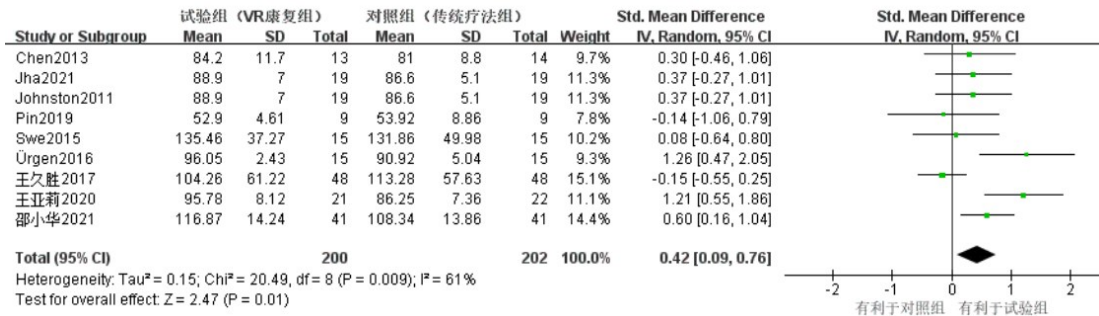 试验组（VR康复组） 对照组（传统疗法组） Std. Mean Difference Std. Mean Difference
Study or Subgroup Mean SD Total Mean SD Total Weight IV, Random, 95% CI IV, Random, 95% CI
Chen2013 84.2 11.7 13 81 8.8 14 9.7% 0.30 [-0.46, 1.06]
Jha2021 88.9 7 19 86.6 5.1 19 11.3% 0.37 [-0.27, 1.01]
Johnston2011 88.9 7 19 86.6 5.1 19 11.3% 0.37 [-0.27, 1.01]
Pin2019 52.9 4.61 9 53.92 8.86 9 7.8% -0.14 [-1.06, 0.79]
Swe2015 135.46 37.27 15 131.86 49.98 15 10.2% 0.08 [-0.64, 0.80]
Ürgen2016 96.05 2.43 15 90.92 5.04 15 9.3% 1.26 [0.47, 2.05]
王久胜2017 104.26 61.22 48 113.28 57.63 48 15.1% -0.15 [-0.55, 0.25]
王亚莉2020 95.78 8.12 21 86.25 7.36 22 11.1% 1.21 [0.55, 1.86]
邵小华2021 116.87 14.24 41 108.34 13.86 41 14.4% 0.60 [0.16, 1.04]
Total (95% CI) 200 202 100.0% 0.42 [0.09, 0.76]
Heterogeneity: Tau² = 0.15; Chi² = 20.49, df = 8 (P = 0.009); I² = 61%
Test for overall effect: Z = 2.47 (P = 0.01)
-2 -1 0 1 2
有利于对照组 有利于试验组